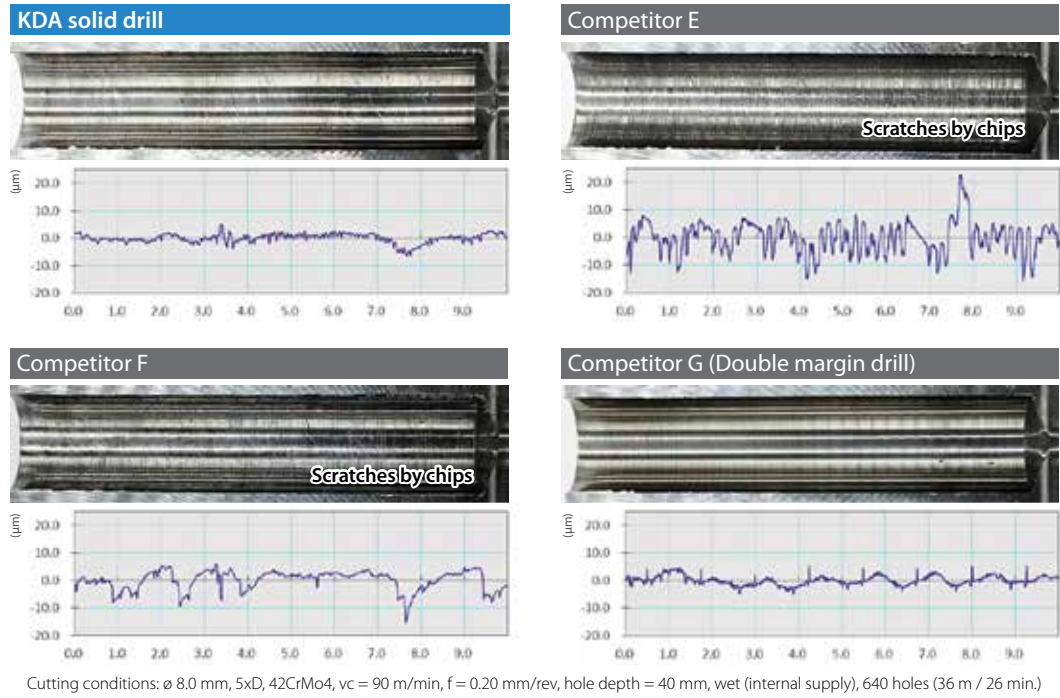 KDA solid drill
Competitor E
Scratches by chips
(μm)
20.0
10.0
0.0
-10.0
-20.0
0.0 1.0 2.0 3.0 4.0 5.0 6.0 7.0 8.0 9.0
(μm)
20.0
10.0
0.0
-10.0
-20.0
0.0 1.0 2.0 3.0 4.0 5.0 6.0 7.0 8.0 9.0
Competitor F
Competitor G (Double margin drill)
Scratches by chips
(μm)
20.0
10.0
0.0
-10.0
-20.0
0.0 1.0 2.0 3.0 4.0 5.0 6.0 7.0 8.0 9.0
(μm)
20.0
10.0
0.0
-10.0
-20.0
0.0 1.0 2.0 3.0 4.0 5.0 6.0 7.0 8.0 9.0
Cutting conditions: ø 8.0 mm, 5xD, 42CrMo4, vc = 90 m/min, f = 0.20 mm/rev, hole depth = 40 mm, wet (internal supply), 640 holes (36 m / 26 min.)